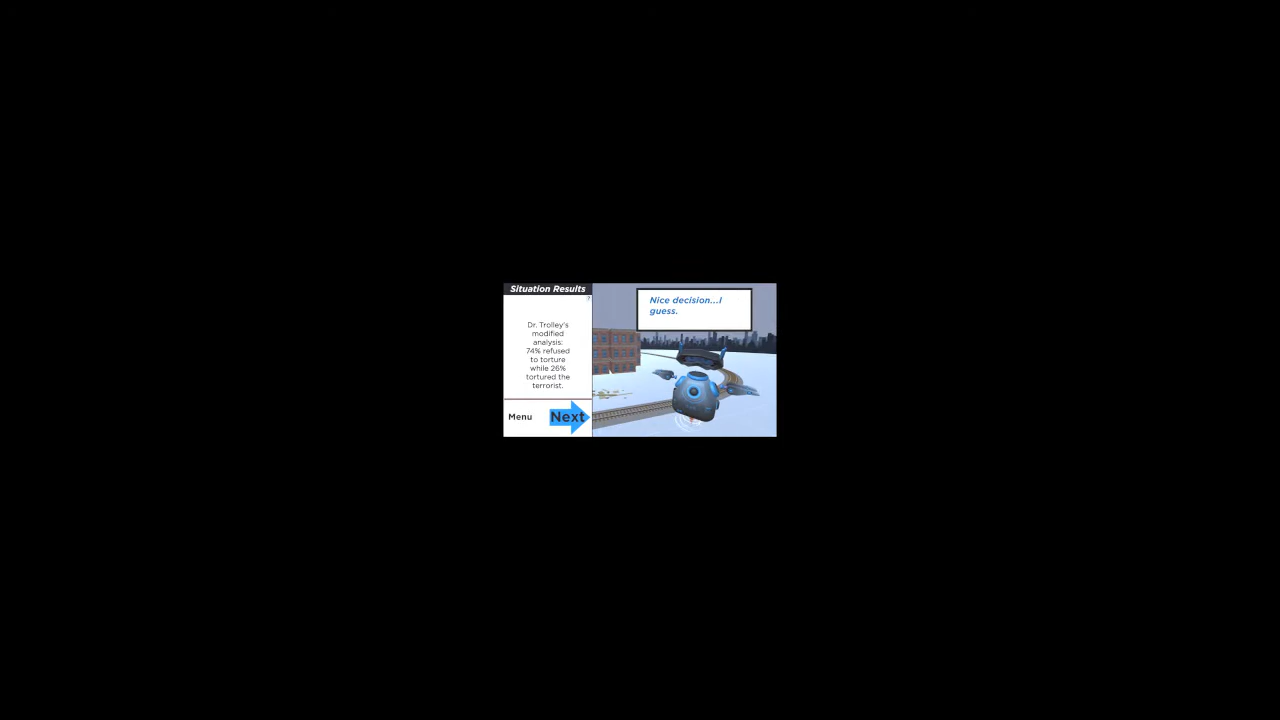 Situation Results
?
Dr. Trolley's
modified
analysis:
74% refused
to torture
while 26%
tortured the
terrorist.
Menu
Next
Nice decision...I
guess.